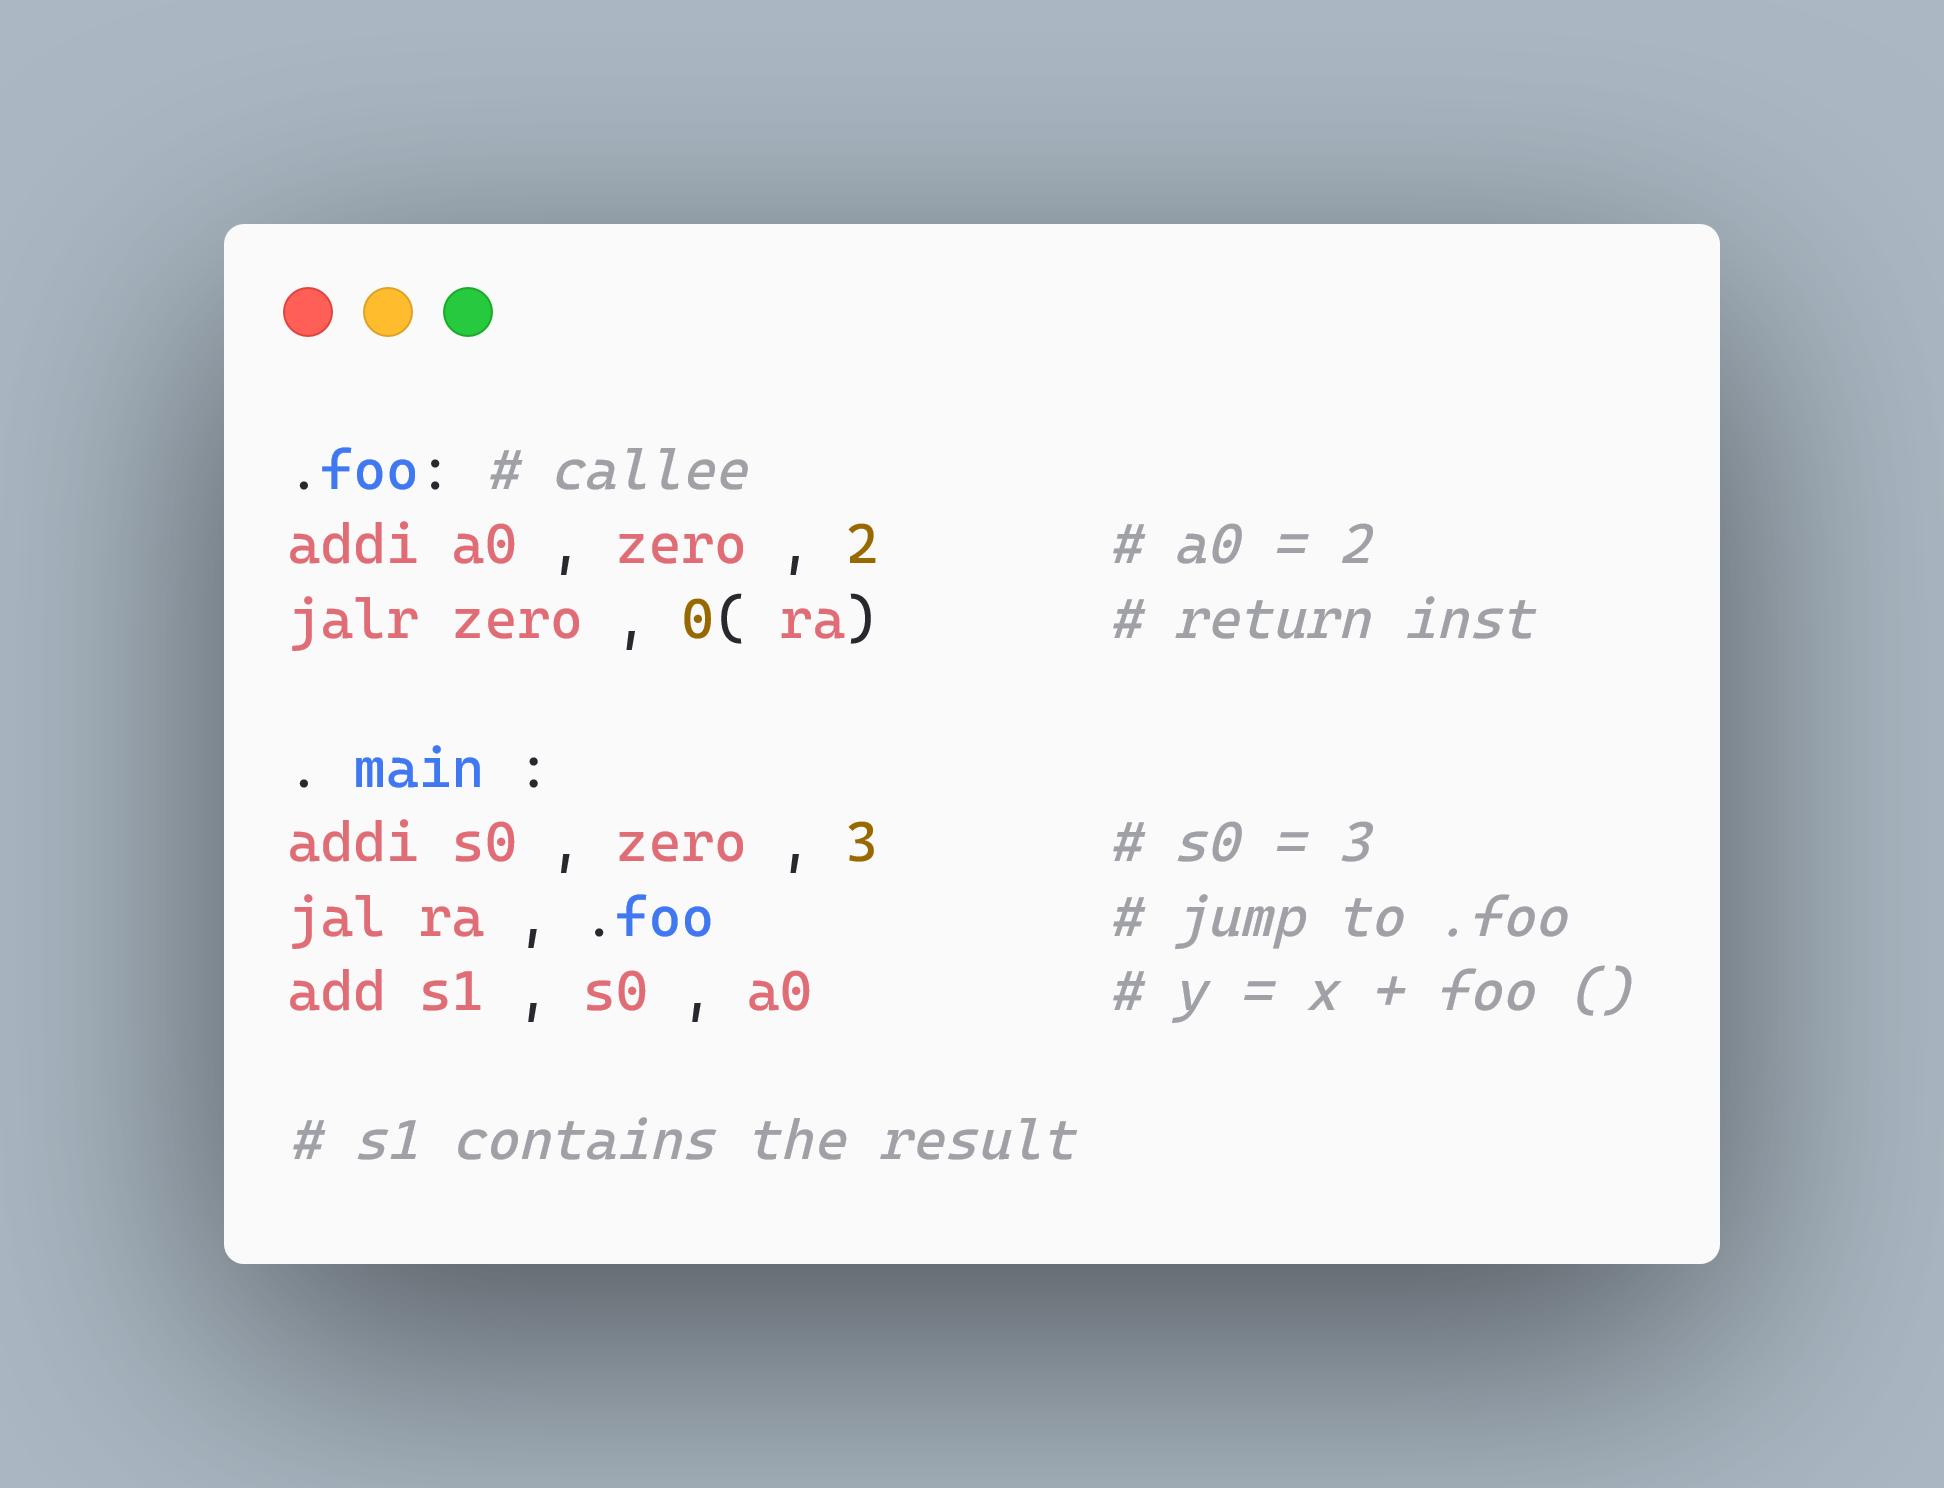 .foo: # callee
addi a0 , zero , 2 # a0 = 2
jalr zero , 0( ra) # return inst
. main :
addi s0 , zero , 3 # s0 = 3
jal ra , .foo # jump to .foo
add s1 , s0 , a0 # y = x + foo ()
# s1 contains the result